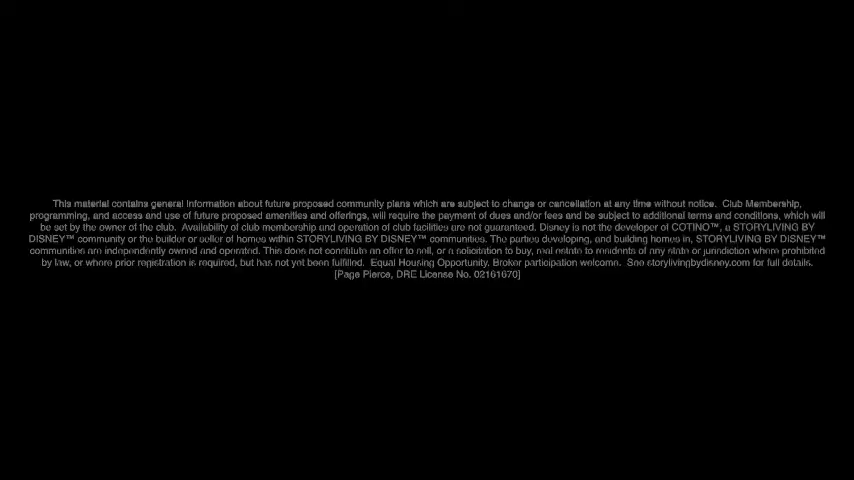 This material contains general information about future proposed community plans which are subject to change or cancellation at any time without notice.  Club Membership,
programming, and access and use of future proposed amenities and offerings, will require the payment of dues and/or fees and be subject to additional terms and conditions, which will
be set by the owner of the club.  Availability of club membership and operation of club facilities are not guaranteed. Disney is not the developer of COTINO™, a STORYLIVING BY
DISNEY™ community or the builder or seller of homes within STORYLIVING BY DISNEY™ communities. The parties developing, and building homes in, STORYLIVING BY DISNEY™
communities are independently owned and operated. This does not constitute an offer to sell, or a solicitation to buy, real estate to residents of any state or jurisdiction where prohibited
by law, or where prior registration is required, but has not yet been fulfilled.  Equal Housing Opportunity. Broker participation welcome.  See storylivingbydisney.com for full details.
[Page Pierce, DRE License No. 02161670]